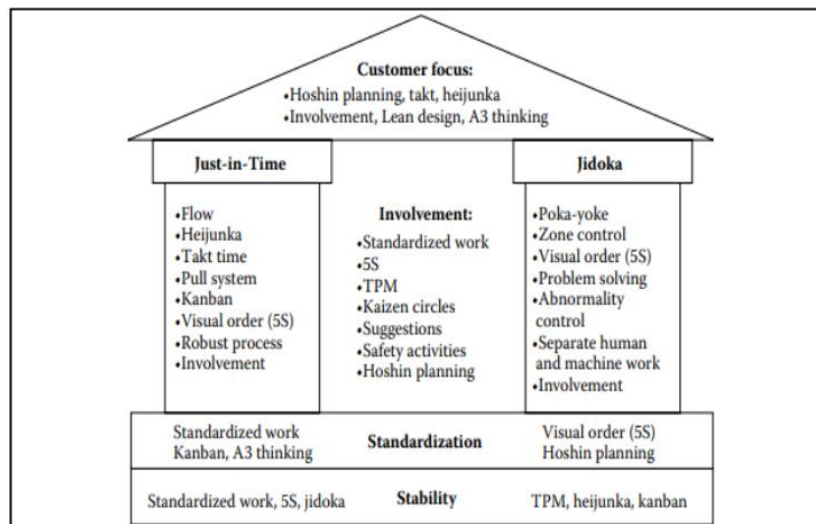 Customer focus:
•Hoshin planning, takt, heijunka
•Involvement, Lean design, A3 thinking
Just-in-Time
•Flow
•Heijunka
•Takt time
•Pull system
•Kanban
•Visual order (5S)
•Robust process
•Involvement
Involvement:
•Standardized work
•5S
•TPM
•Kaizen circles
•Suggestions
•Safety activities
•Hoshin planning
Jidoka
•Poka-yoke
•Zone control
•Visual order (5S)
•Problem solving
•Abnormality
control
•Separate human
and machine work
•Involvement
Standardized work
Kanban, A3 thinking
Standardization
Visual order (5S)
Hoshin planning
Standardized work, 5S, jidoka
Stability
TPM, heijunka, kanban